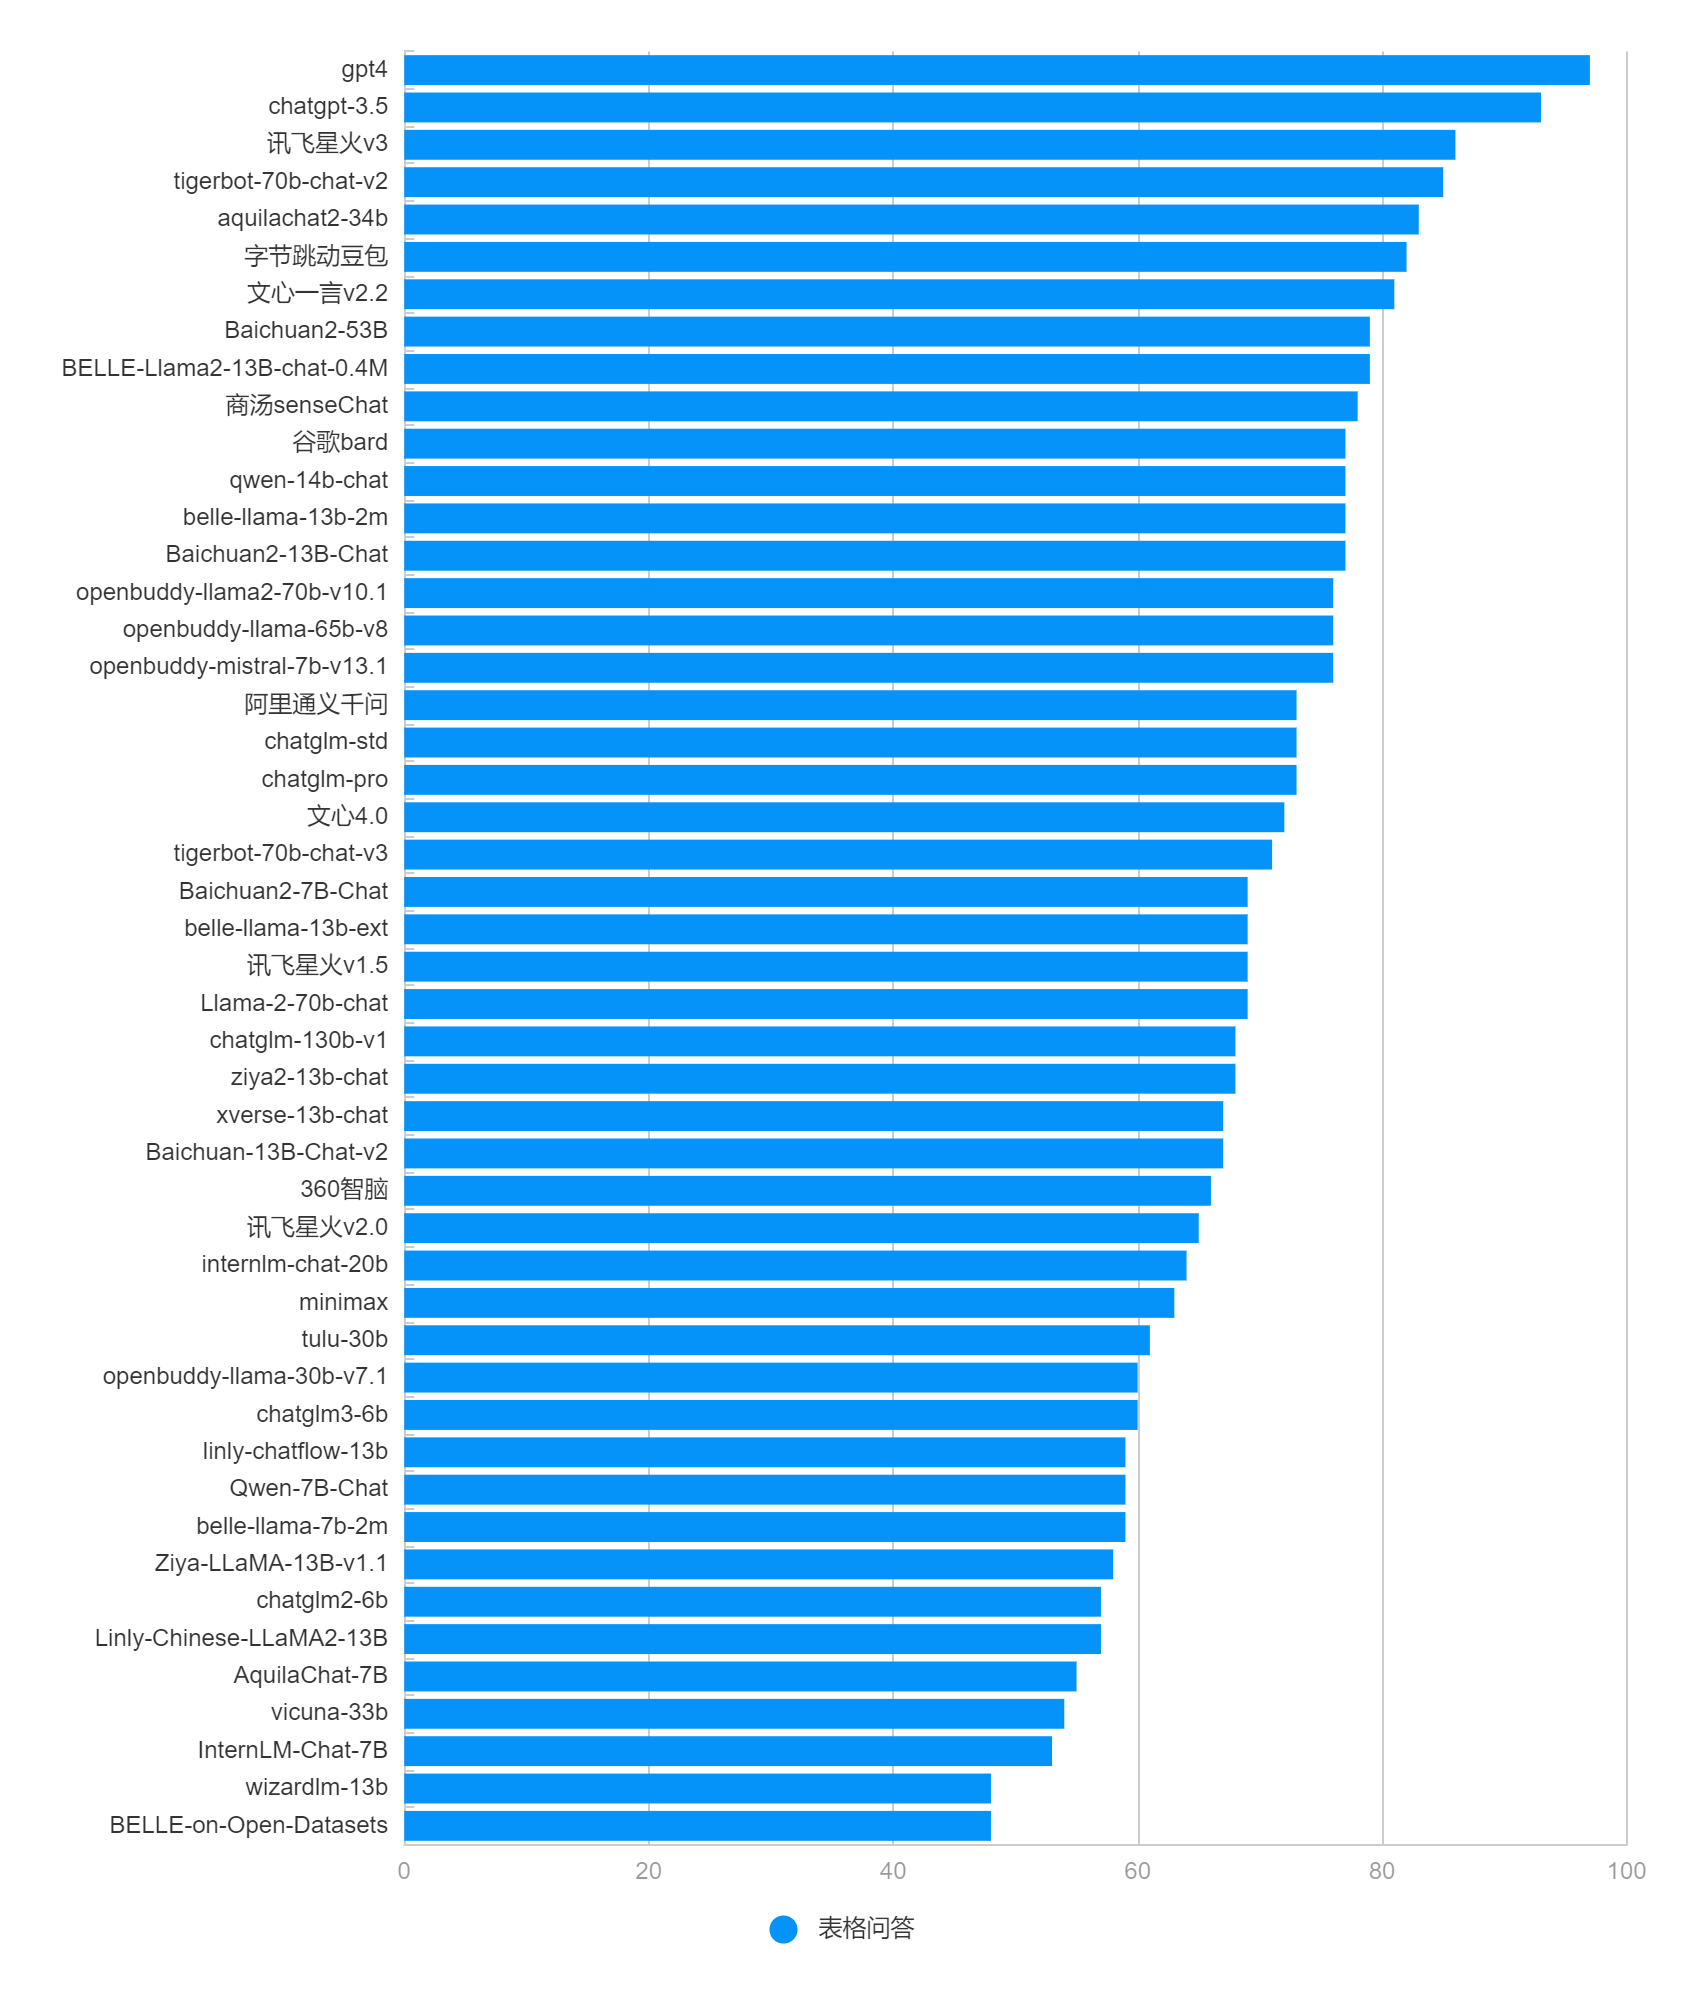 gpt4
chatgpt-3.5
讯飞星火v3
tigerbot-70b-chat-v2
aquilachat2-34b
字节跳动豆包
文心一言v2.2
Baichuan2-53B
BELLE-Llama2-13B-chat-0.4M
商汤senseChat
谷歌bard
qwen-14b-chat
belle-llama-13b-2m
Baichuan2-13B-Chat
openbuddy-llama2-70b-v10.1
openbuddy-llama-65b-v8
openbuddy-mistral-7b-v13.1
阿里通义千问
chatglm-std
chatglm-pro
文心4.0
tigerbot-70b-chat-v3
Baichuan2-7B-Chat
belle-llama-13b-ext
讯飞星火v1.5
Llama-2-70b-chat
chatglm-130b-v1
ziya2-13b-chat
xverse-13b-chat
Baichuan-13B-Chat-v2
360智脑
讯飞星火v2.0
internlm-chat-20b
minimax
tulu-30b
openbuddy-llama-30b-v7.1
chatglm3-6b
linly-chatflow-13b
Qwen-7B-Chat
belle-llama-7b-2m
Ziya-LLaMA-13B-v1.1
chatglm2-6b
Linly-Chinese-LLaMA2-13B
AquilaChat-7B
vicuna-33b
InternLM-Chat-7B
wizardlm-13b
BELLE-on-Open-Datasets
0 20 40 60 80 100
表格问答